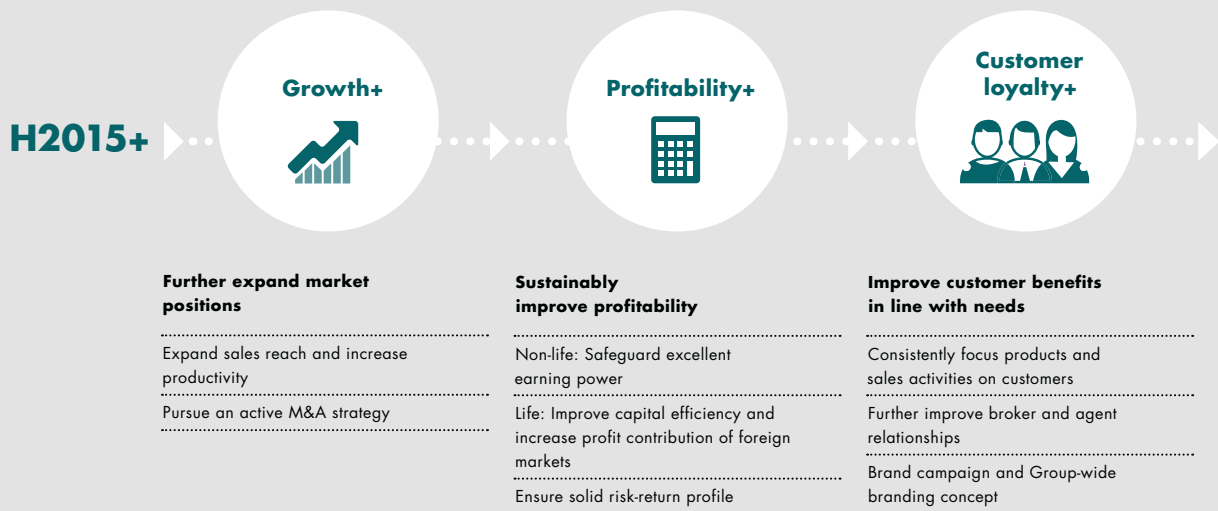 H2015+
Growth+
Profitability+
Customer
loyalty+
Further expand market
positions
Expand sales reach and increase
productivity
Pursue an active M&A strategy
Sustainably
improve profitability
Non-life: Safeguard excellent
earning power
Life: Improve capital efficiency and
increase profit contribution of foreign
markets
Ensure solid risk-return profile
Improve customer benefits
in line with needs
Consistently focus products and
sales activities on customers
Further improve broker and agent
relationships
Brand campaign and Group-wide
branding concept